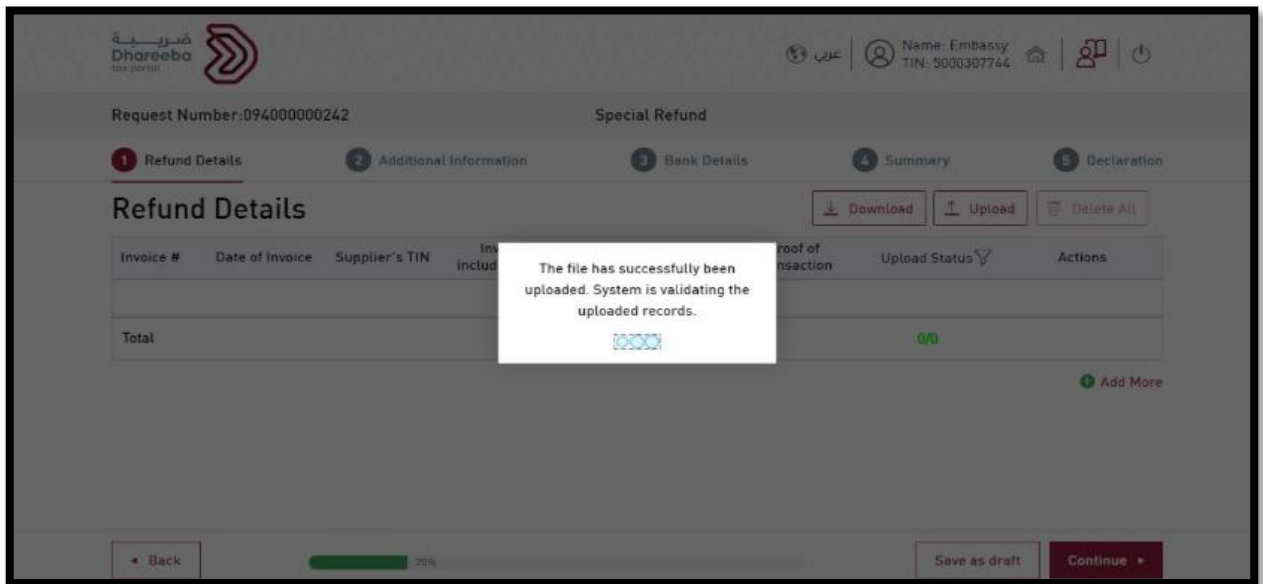 ضريبة
Dhareeba
tax portal
عربي
Name: Embassy
TIN: 5000307744
Request Number:094000000242
Special Refund
1 Refund Details
2 Additional Information
3 Bank Details
4 Summary
5 Declaration
Refund Details
Download
Upload
Delete All
Invoice #
Date of Invoice
Supplier's TIN
Upload Status
Actions
The file has successfully been
uploaded. System is validating the
uploaded records.
Total
0/0
Add More
Back
20%
Save as draft
Continue